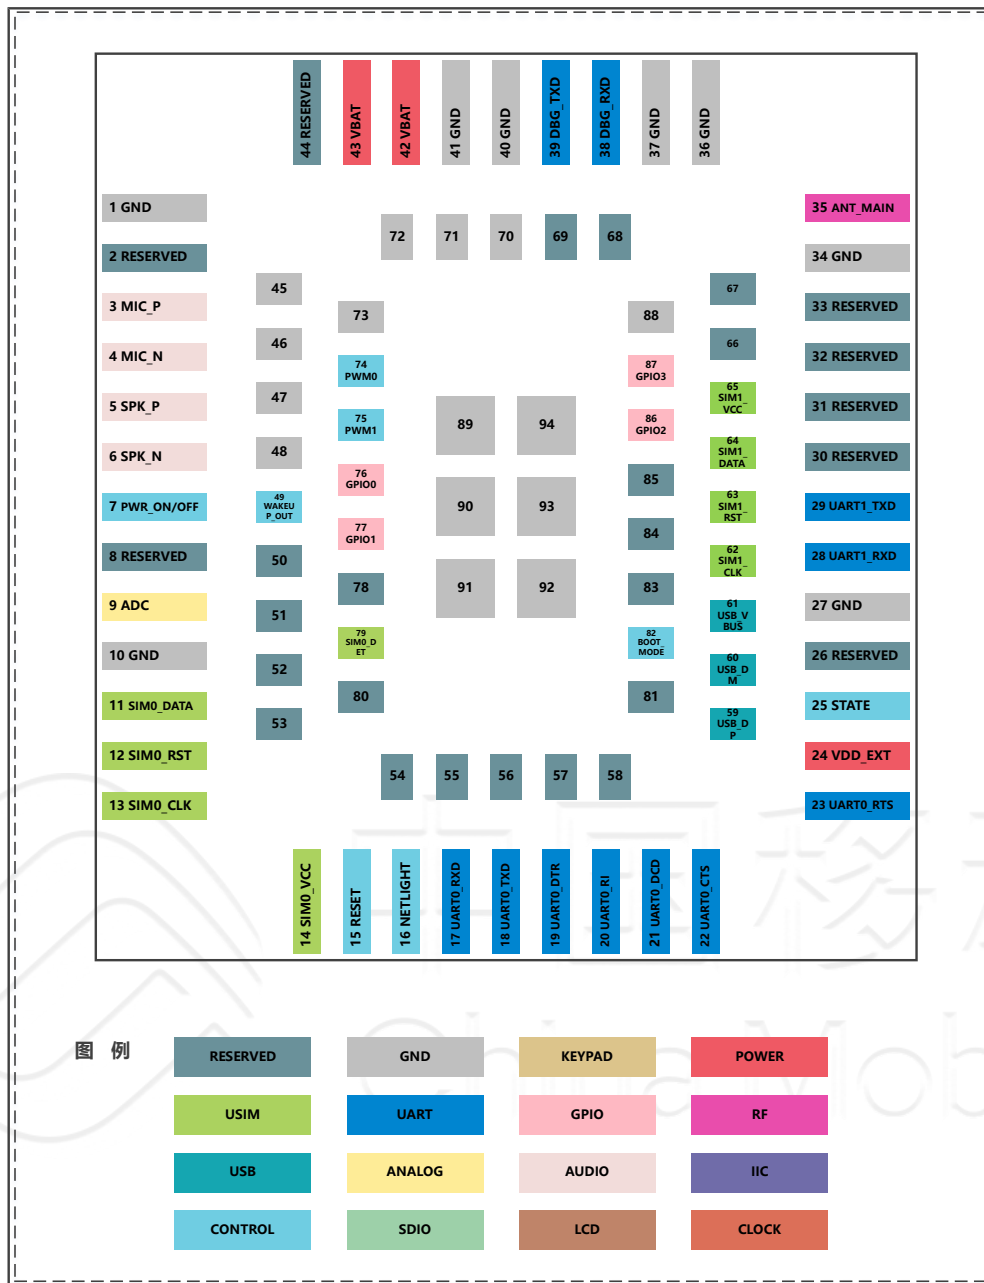 44 RESERVED
43 VBAT
42 VBAT
41 GND
40 GND
39 DBG_TXD
38 DBG_RXD
37 GND
36 GND
1 GND
2 RESERVED
3 MIC_P
4 MIC_N
5 SPK_P
6 SPK_N
7 PWR_ON/OFF
8 RESERVED
9 ADC
10 GND
11 SIM0_DATA
12 SIM0_RST
13 SIM0_CLK
72
71
70
69
68
45
46
47
48
49
WAKEU
P_OUT
50
51
52
53
73
74
PWM0
75
PWM1
76
GPIO0
77
GPIO1
78
79
SIM0_D
ET
80
89
94
90
93
91
92
88
87
GPIO3
86
GPIO2
85
84
83
82
BOOT_
MODE
81
67
66
65
SIM1_
VCC
64
SIM1_
DATA
63
SIM1_
RST
62
SIM1_
CLK
61
USB_V
BUS
60
USB_D
M
59
USB_D
P
35 ANT_MAIN
34 GND
33 RESERVED
32 RESERVED
31 RESERVED
30 RESERVED
29 UART1_TXD
28 UART1_RXD
27 GND
26 RESERVED
25 STATE
24 VDD_EXT
23 UART0_RTS
54
55
56
57
58
14 SIM0_VCC
15 RESET
16 NETLIGHT
17 UART0_RXD
18 UART0_TXD
19 UART0_DTR
20 UART0_RI
21 UART0_DCD
22 UART0_CTS
中国移动
China Mob
图 例
RESERVED
GND
KEYPAD
POWER
USIM
UART
GPIO
RF
USB
ANALOG
AUDIO
IIC
CONTROL
SDIO
LCD
CLOCK